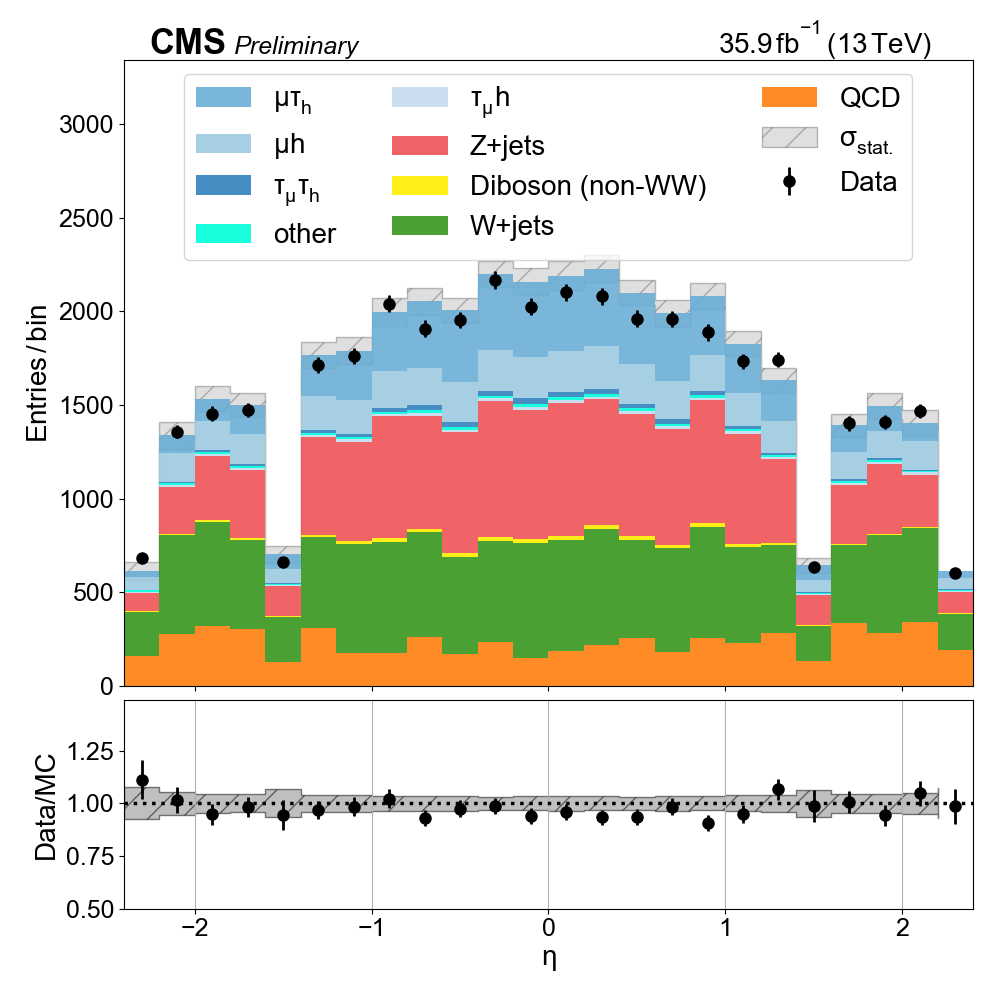 CMS Preliminary 35.9 fb⁻¹ (13 TeV)
μτₕ τ_μh QCD
μh Z+jets σ_stat.
τ_μτ_h Diboson (non-WW) Data
other W+jets
Entries / bin
3000
2500
2000
1500
1000
500
0
Data/MC
1.25
1.00
0.75
0.50
−2 −1 0 1 2
η